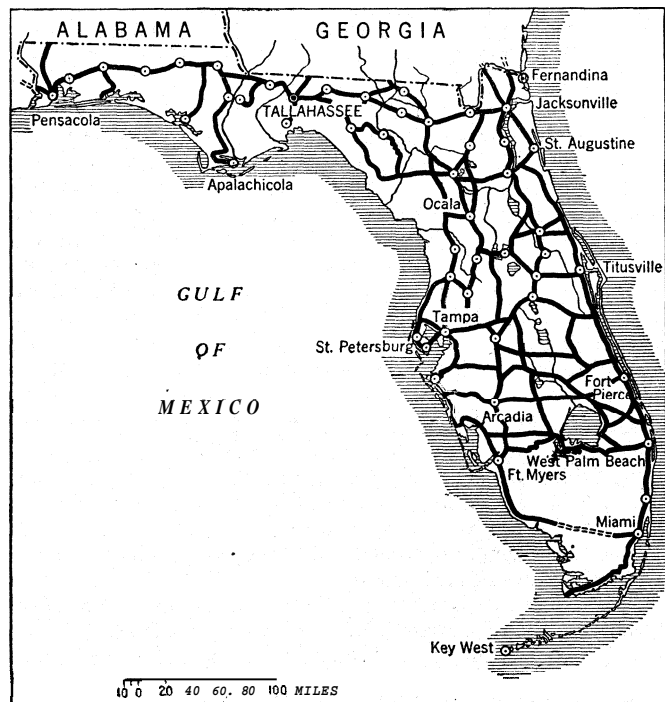 ALABAMA
GEORGIA
Fernandina
Jacksonville
TALLAHASSEE
Pensacola
St. Augustine
Apalachicola
Ocala
Titusville
GULF
OF
MEXICO
Tampa
St. Petersburg
Fort
Pierce
Arcadia
West Palm Beach
Ft. Myers
Miami
Key West
10 0 20 40 60. 80 100 MILES